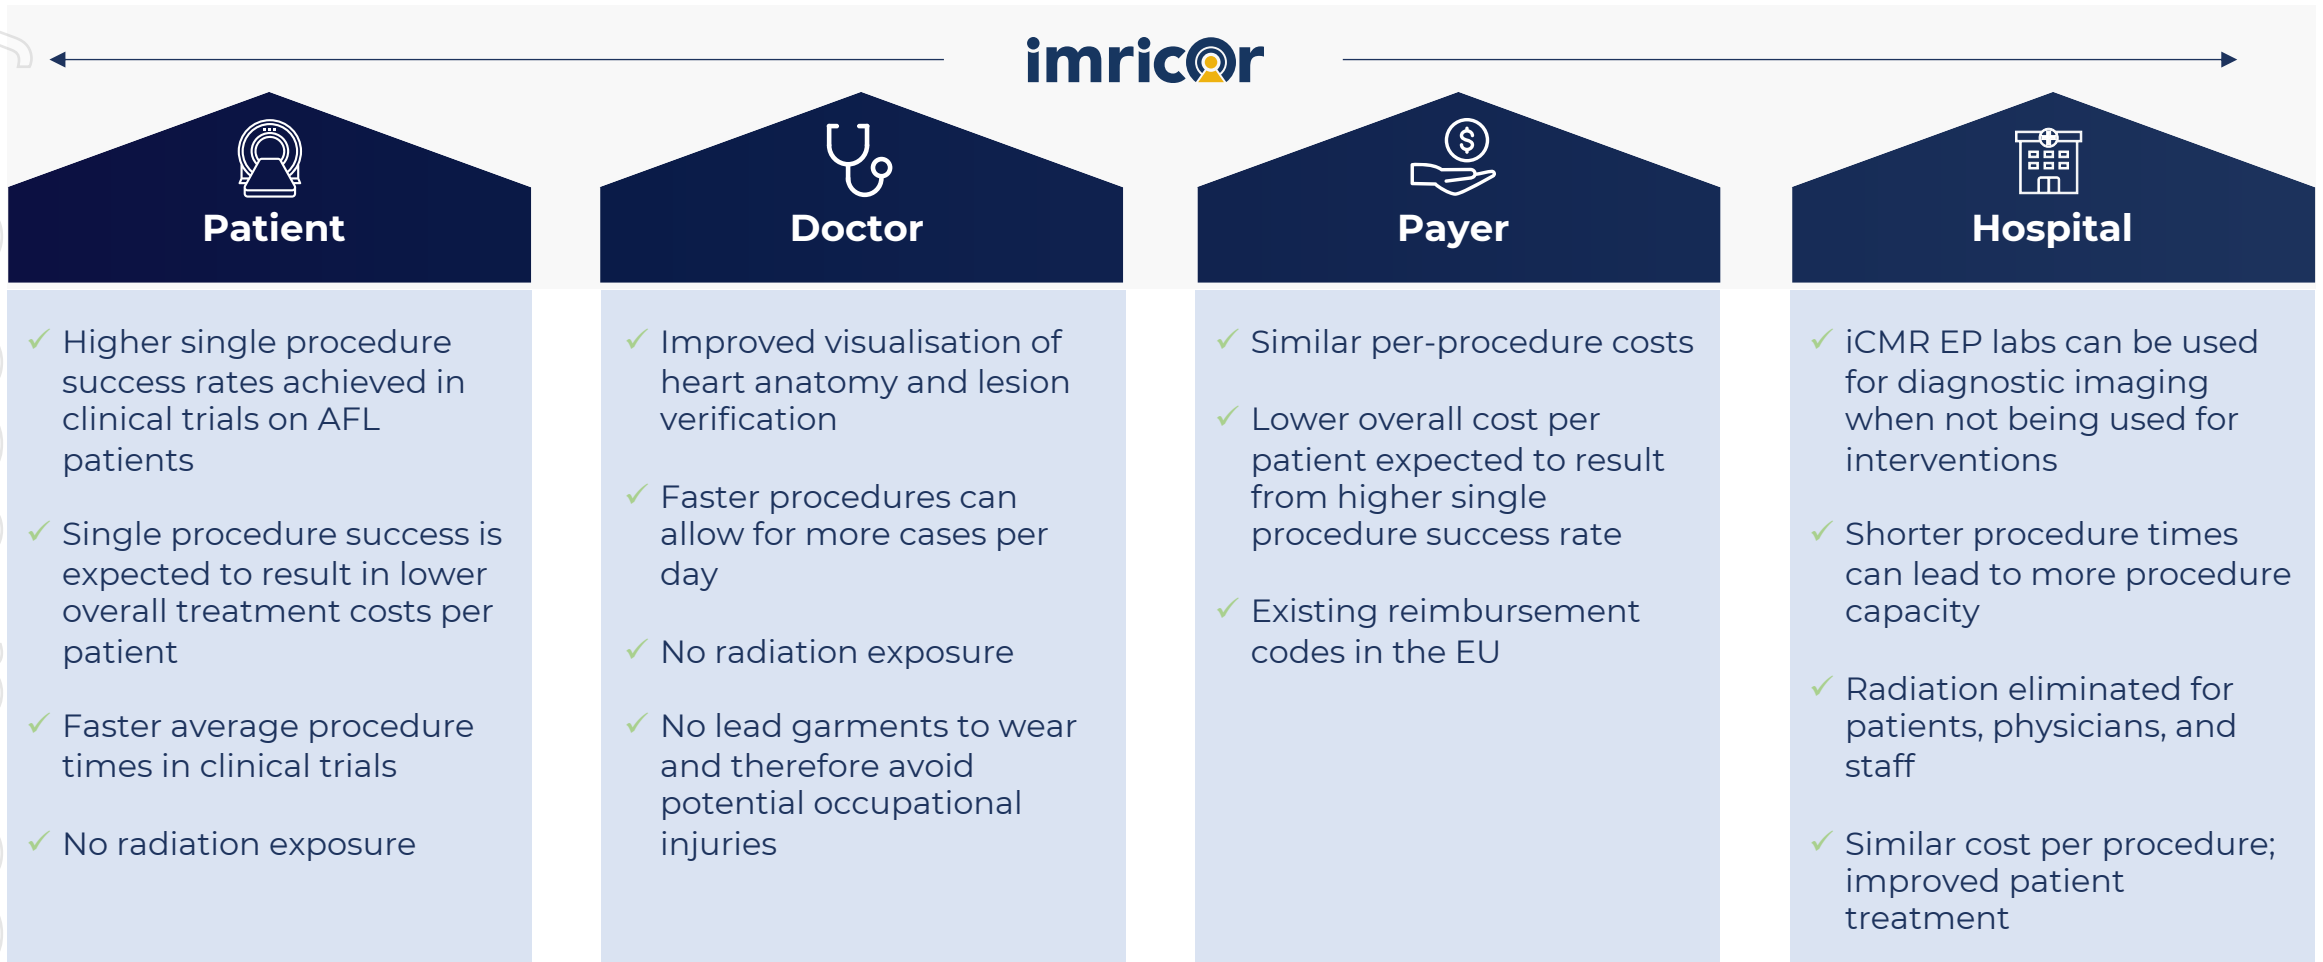 imricor
Patient
Higher single procedure
success rates achieved in
clinical trials on AFL
patients
Single procedure success is
expected to result in lower
overall treatment costs per
patient
Faster average procedure
times in clinical trials
No radiation exposure
Doctor
Improved visualisation of
heart anatomy and lesion
verification
Faster procedures can
allow for more cases per
day
No radiation exposure
No lead garments to wear
and therefore avoid
potential occupational
injuries
Payer
Similar per-procedure costs
Lower overall cost per
patient expected to result
from higher single
procedure success rate
Existing reimbursement
codes in the EU
Hospital
iCMR EP labs can be used
for diagnostic imaging
when not being used for
interventions
Shorter procedure times
can lead to more procedure
capacity
Radiation eliminated for
patients, physicians, and
staff
Similar cost per procedure;
improved patient
treatment